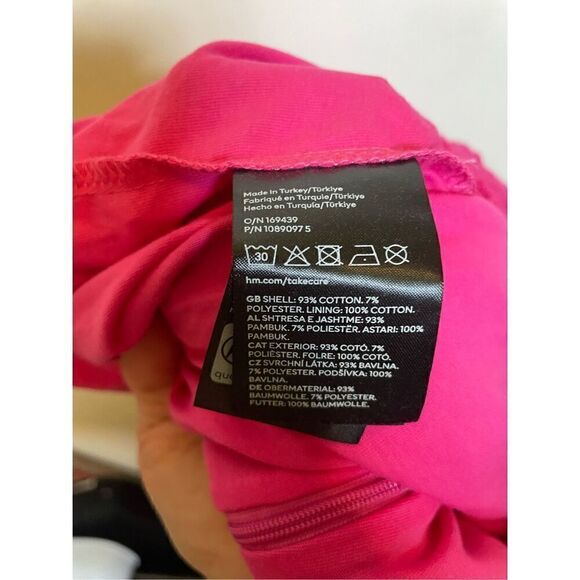 Made in Turkey/Türkiye
Fabriqué en Turquie/Türkiye
Hecho en Turquía/Türkiye
O/N 169439
P/N 1089097 5
30
hm.com/takecare
GB SHELL: 93% COTTON. 7%
POLYESTER. LINING: 100% COTTON.
AL SHTRESA E JASHTME: 93%
PAMBUK. 7% POLIESTËR. ASTARI: 100%
PAMBUK.
CAT EXTERIOR: 93% COTÓ. 7%
POLIÈSTER. FOLRE: 100% COTÓ.
CZ SVRCHNÍ LÁTKA: 93% BAVLNA.
7% POLYESTER. PODŠÍVKA: 100%
BAVLNA.
DE OBERMATERIAL: 93%
BAUMWOLLE. 7% POLYESTER.
FUTTER: 100% BAUMWOLLE.